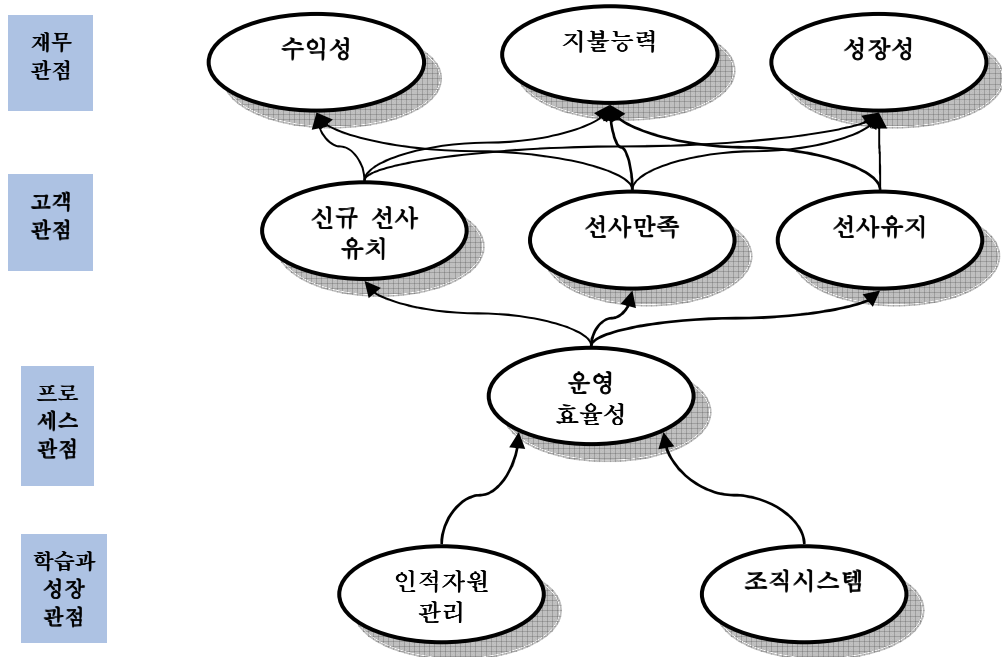 재무
관점
수익성
지불능력
성장성
고객
관점
신규 선사
유치
선사만족
선사유지
프로
세스
관점
운영
효율성
학습과
성장
관점
인적자원
관리
조직시스템